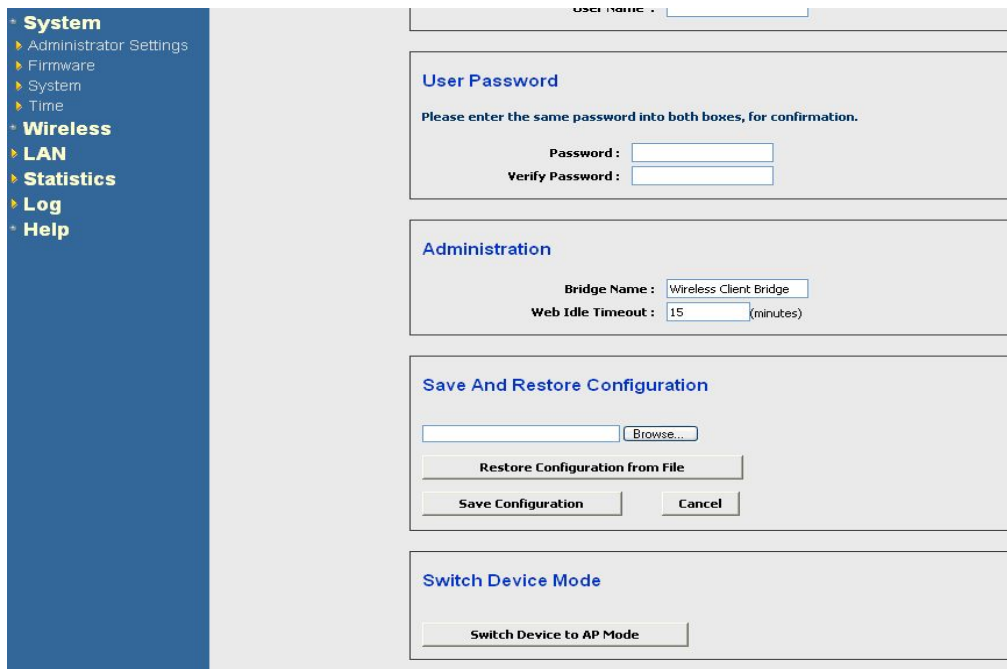 System
Administrator Settings
Firmware
System
Time
Wireless
LAN
Statistics
Log
Help
User Name :
User Password
Please enter the same password into both boxes, for confirmation.
Password :
Verify Password :
Administration
Bridge Name : Wireless Client Bridge
Web Idle Timeout : 15 (minutes)
Save And Restore Configuration
Browse...
Restore Configuration from File
Save Configuration Cancel
Switch Device Mode
Switch Device to AP Mode